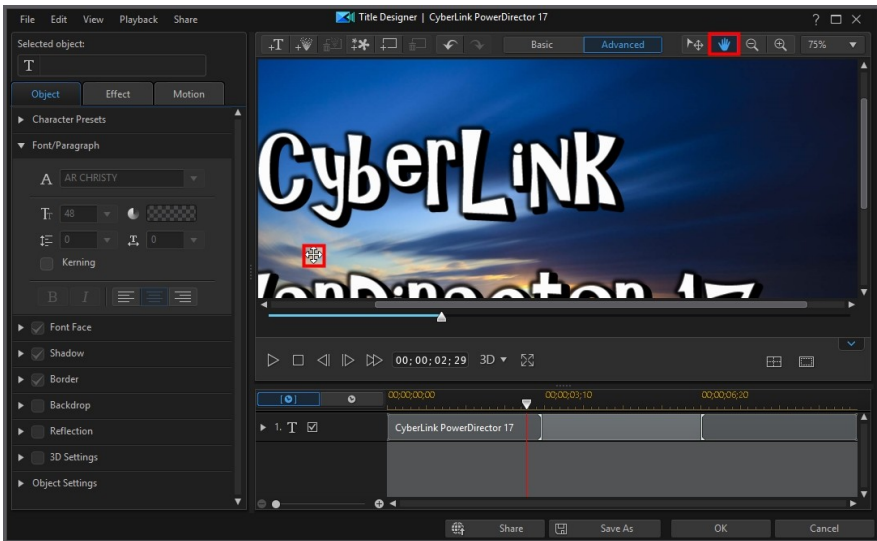 File Edit View Playback Share
Title Designer | CyberLink PowerDirector 17
?
Selected object:
T
T
Basic
Advanced
75%
Object
Effect
Motion
Character Presets
Font/Paragraph
A AR CHRISTY
TT 48
0
T 0
Kerning
B I
Font Face
Shadow
Border
Backdrop
Reflection
3D Settings
Object Settings
CyberLink
00;00;02;29 3D
00;00;00;00 00;00;03;10 00;00;06;20
1. T CyberLink PowerDirector 17
Share
Save As
OK
Cancel